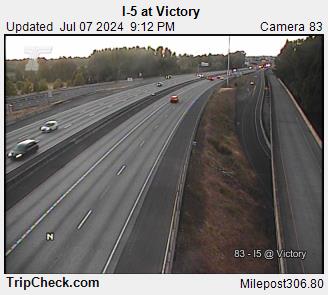 I-5 at Victory
Updated Jul 07 2024 9:12 PM Camera 83
N
83 - I5 @ Victory
TripCheck.com Milepost306.80